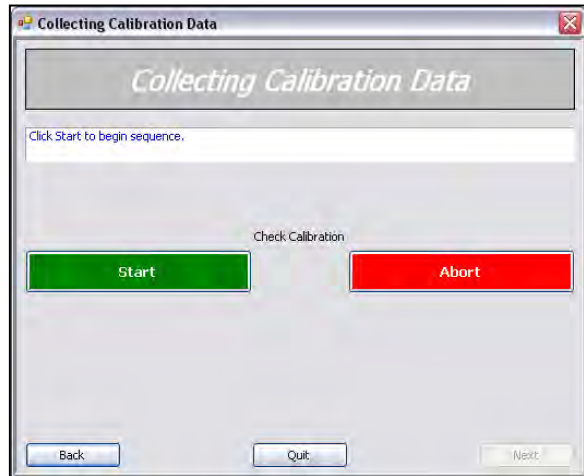 Collecting Calibration Data
Collecting Calibration Data
Click Start to begin sequence.
Check Calibration
Start Abort
Back Quit Next